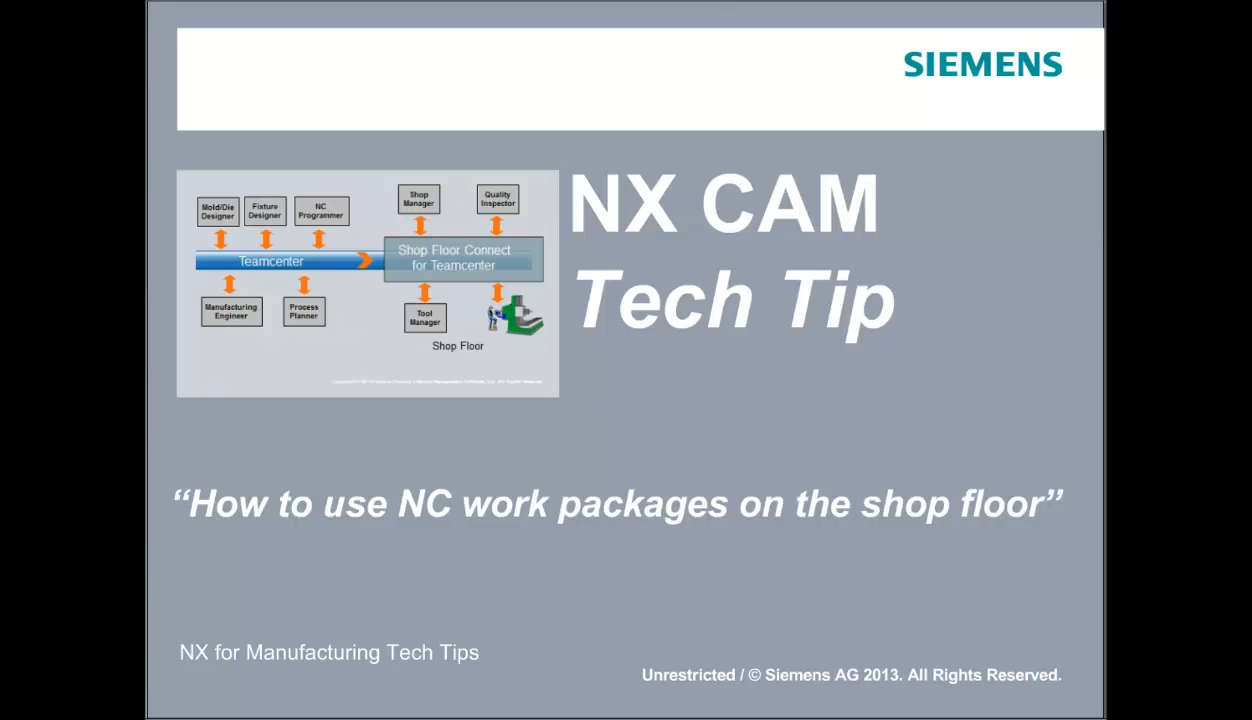 SIEMENS
NX CAM
Tech Tip
Mold/Die
Designer
Fixture
Designer
NC
Programmer
Shop
Manager
Quality
Inspector
Teamcenter
Shop Floor Connect
for Teamcenter
Manufacturing
Engineer
Process
Planner
Tool
Manager
Shop Floor
“How to use NC work packages on the shop floor”
NX for Manufacturing Tech Tips
Unrestricted / © Siemens AG 2013. All Rights Reserved.